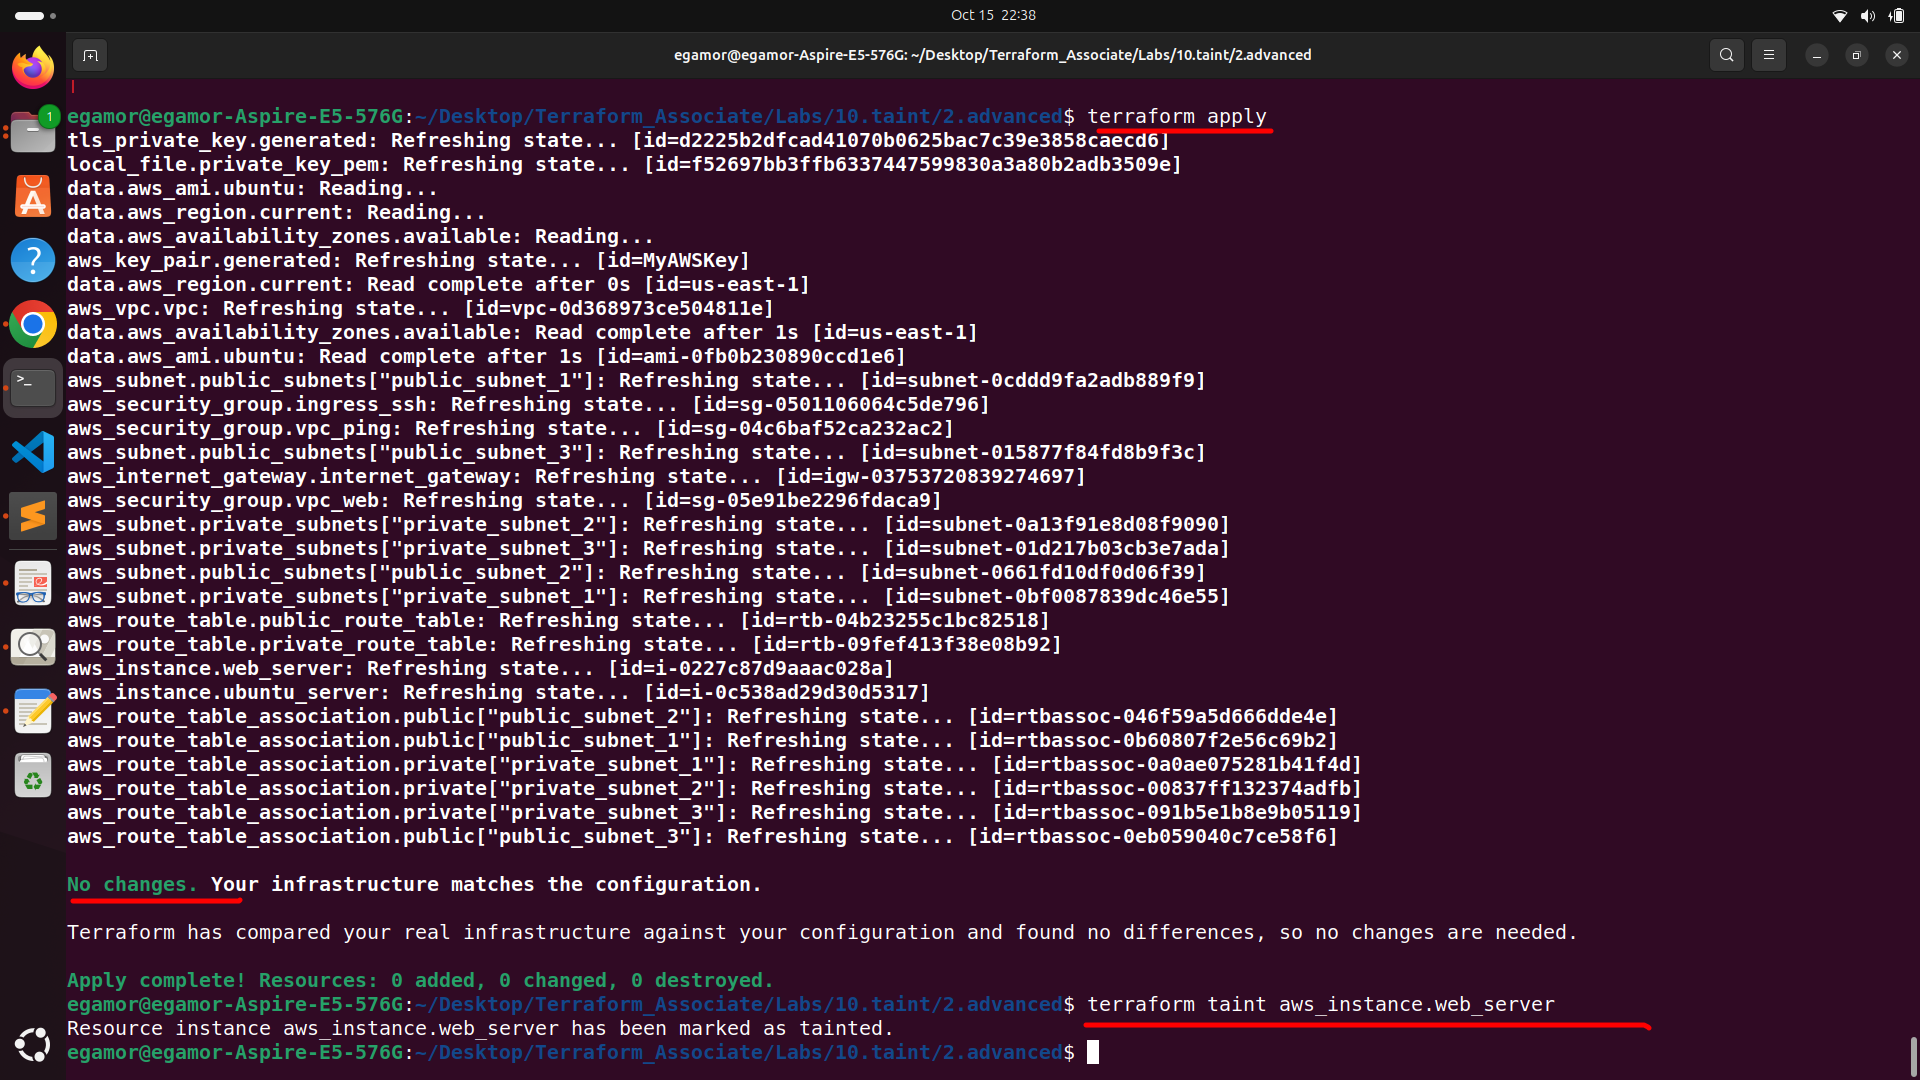 Oct 15 22:38
egamor@egamor-Aspire-E5-576G: ~/Desktop/Terraform_Associate/Labs/10.taint/2.advanced
1
egamor@egamor-Aspire-E5-576G:~/Desktop/Terraform_Associate/Labs/10.taint/2.advanced$ terraform apply
tls_private_key.generated: Refreshing state... [id=d2225b2dfcad41070b0625bac7c39e3858caecd6]
local_file.private_key_pem: Refreshing state... [id=f52697bb3ffb6337447599830a3a80b2adb3509e]
data.aws_ami.ubuntu: Reading...
data.aws_region.current: Reading...
data.aws_availability_zones.available: Reading...
aws_key_pair.generated: Refreshing state... [id=MyAWSKey]
data.aws_region.current: Read complete after 0s [id=us-east-1]
aws_vpc.vpc: Refreshing state... [id=vpc-0d368973ce504811e]
data.aws_availability_zones.available: Read complete after 1s [id=us-east-1]
data.aws_ami.ubuntu: Read complete after 1s [id=ami-0fb0b230890ccd1e6]
aws_subnet.public_subnets["public_subnet_1"]: Refreshing state... [id=subnet-0cddd9fa2adb889f9]
aws_security_group.ingress_ssh: Refreshing state... [id=sg-0501106064c5de796]
aws_security_group.vpc_ping: Refreshing state... [id=sg-04c6baf52ca232ac2]
aws_subnet.public_subnets["public_subnet_3"]: Refreshing state... [id=subnet-015877f84fd8b9f3c]
aws_internet_gateway.internet_gateway: Refreshing state... [id=igw-03753720839274697]
aws_security_group.vpc_web: Refreshing state... [id=sg-05e91be2296fdaca9]
aws_subnet.private_subnets["private_subnet_2"]: Refreshing state... [id=subnet-0a13f91e8d08f9090]
aws_subnet.private_subnets["private_subnet_3"]: Refreshing state... [id=subnet-01d217b03cb3e7ada]
aws_subnet.public_subnets["public_subnet_2"]: Refreshing state... [id=subnet-0661fd10df0d06f39]
aws_subnet.private_subnets["private_subnet_1"]: Refreshing state... [id=subnet-0bf0087839dc46e55]
aws_route_table.public_route_table: Refreshing state... [id=rtb-04b23255c1bc82518]
aws_route_table.private_route_table: Refreshing state... [id=rtb-09fef413f38e08b92]
aws_instance.web_server: Refreshing state... [id=i-0227c87d9aaac028a]
aws_instance.ubuntu_server: Refreshing state... [id=i-0c538ad29d30d5317]
aws_route_table_association.public["public_subnet_2"]: Refreshing state... [id=rtbassoc-046f59a5d666dde4e]
aws_route_table_association.public["public_subnet_1"]: Refreshing state... [id=rtbassoc-0b60807f2e56c69b2]
aws_route_table_association.private["private_subnet_1"]: Refreshing state... [id=rtbassoc-0a0ae075281b41f4d]
aws_route_table_association.private["private_subnet_2"]: Refreshing state... [id=rtbassoc-00837ff132374adfb]
aws_route_table_association.private["private_subnet_3"]: Refreshing state... [id=rtbassoc-091b5e1b8e9b05119]
aws_route_table_association.public["public_subnet_3"]: Refreshing state... [id=rtbassoc-0eb059040c7ce58f6]
No changes. Your infrastructure matches the configuration.
Terraform has compared your real infrastructure against your configuration and found no differences, so no changes are needed.
Apply complete! Resources: 0 added, 0 changed, 0 destroyed.
egamor@egamor-Aspire-E5-576G:~/Desktop/Terraform_Associate/Labs/10.taint/2.advanced$ terraform taint aws_instance.web_server
Resource instance aws_instance.web_server has been marked as tainted.
egamor@egamor-Aspire-E5-576G:~/Desktop/Terraform_Associate/Labs/10.taint/2.advanced$